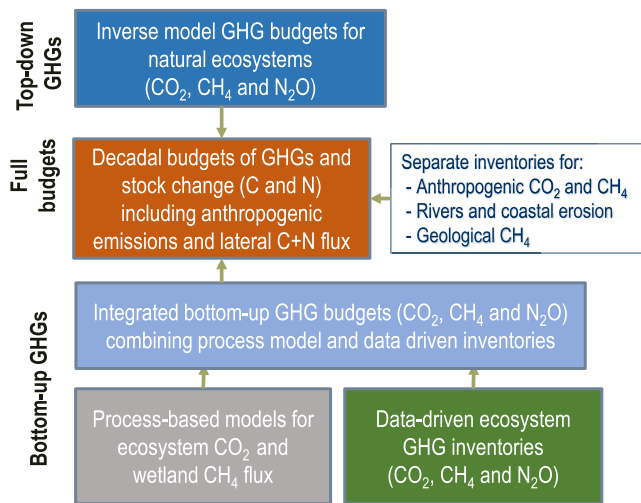 Top-down
GHGs
Inverse model GHG budgets for
natural ecosystems
(CO₂, CH₄ and N₂O)
Full
budgets
Decadal budgets of GHGs and
stock change (C and N)
including anthropogenic
emissions and lateral C+N flux
Separate inventories for:
- Anthropogenic CO₂ and CH₄
- Rivers and coastal erosion
- Geological CH₄
Bottom-up GHGs
Integrated bottom-up GHG budgets (CO₂, CH₄ and N₂O)
combining process model and data driven inventories
Process-based models for
ecosystem CO₂ and
wetland CH₄ flux
Data-driven ecosystem
GHG inventories
(CO₂, CH₄ and N₂O)